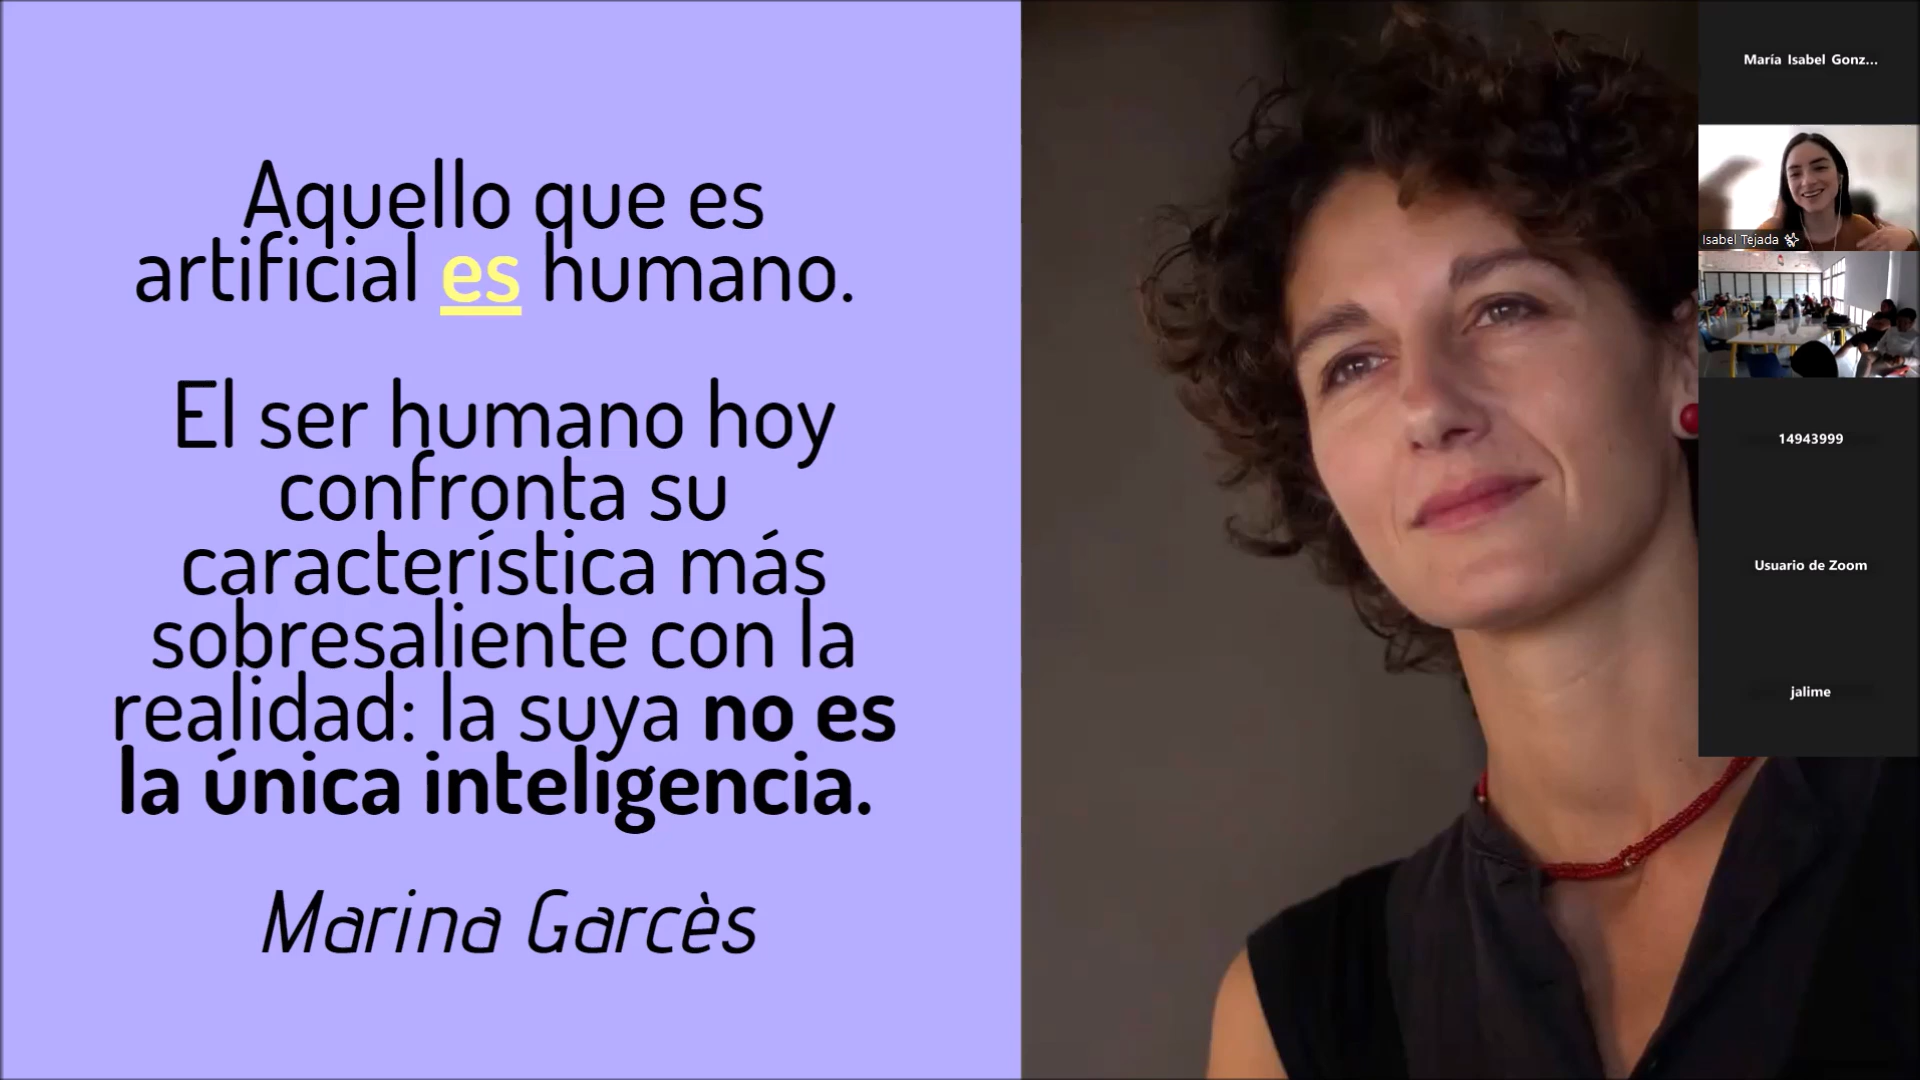 Aquello que es
artificial es humano.
El ser humano hoy
confronta su
característica más
sobresaliente con la
realidad: la suya no es
la única inteligencia.
Marina Garcès
María Isabel Gonz...
Isabel Tejada
14943999
Usuario de Zoom
jalime